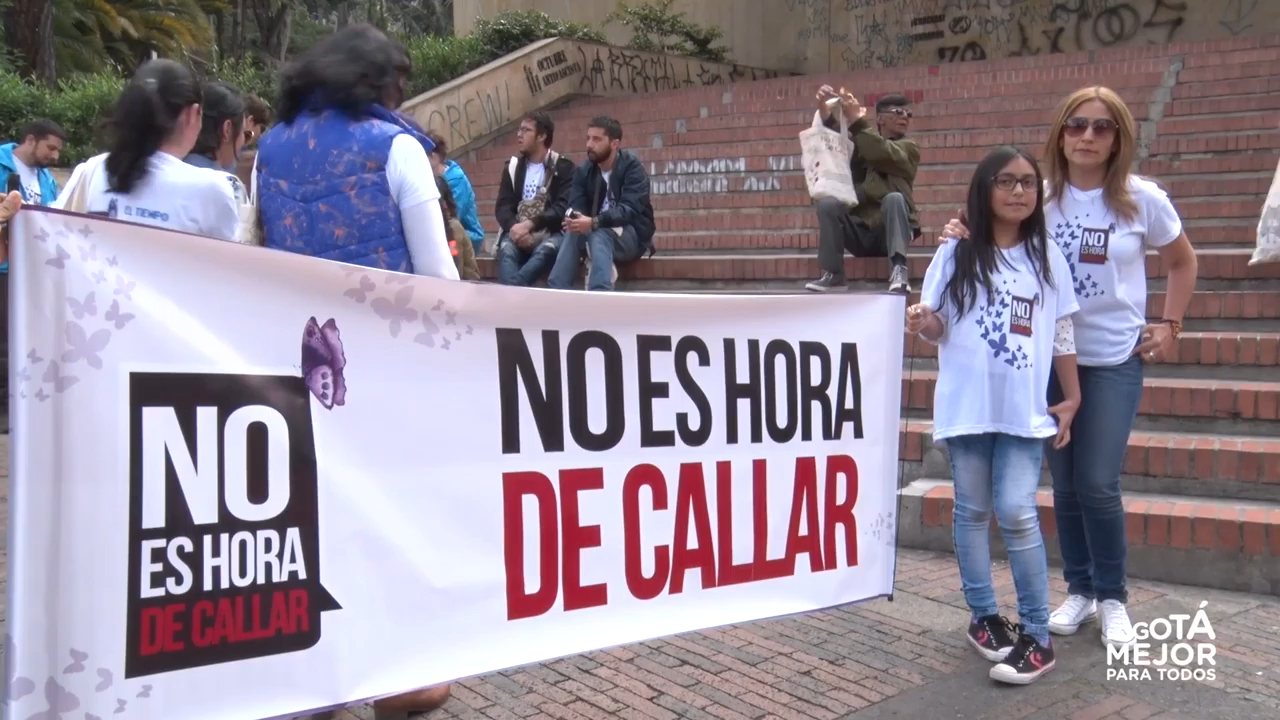 EL TIEMPO
NO
ES HORA
DE CALLAR
NO ES HORA
DE CALLAR
NO
ES HORA
NO
ES HORA
BOGOTÁ
MEJOR
PARA TODOS